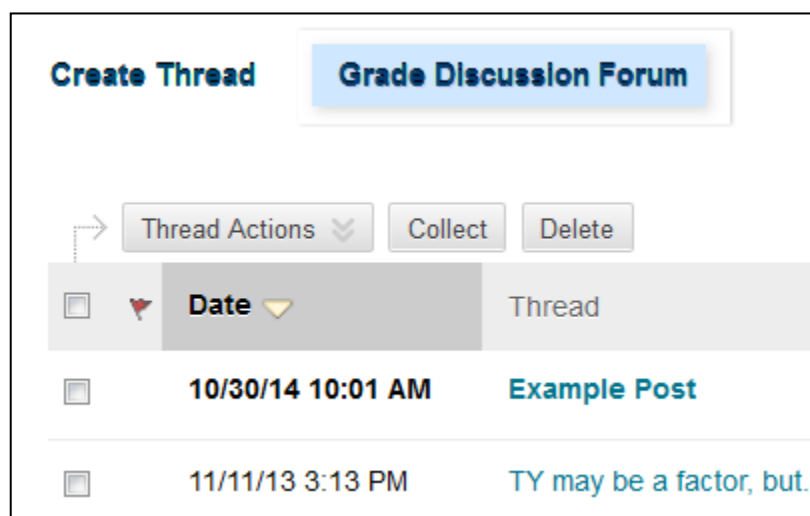 Create Thread Grade Discussion Forum
Thread Actions Collect Delete
Date Thread
10/30/14 10:01 AM Example Post
11/11/13 3:13 PM TY may be a factor, but.